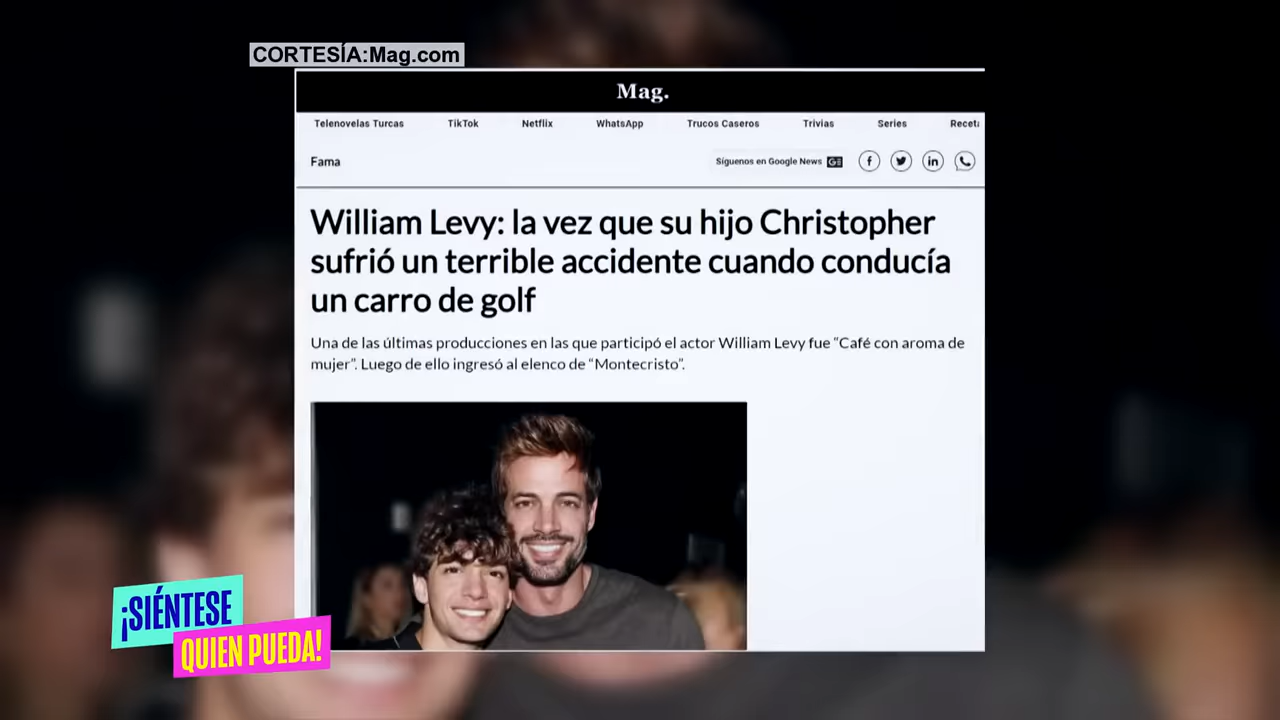 CORTESÍA:Mag.com
Mag.
Telenovelas Turcas TikTok Netflix WhatsApp Trucos Caseros Trivias Series
Fama Síguenos en Google News
William Levy: la vez que su hijo Christopher
sufrió un terrible accidente cuando conducía
un carro de golf
Una de las últimas producciones en las que participó el actor William Levy fue “Café con aroma de
mujer”. Luego de ello ingresó al elenco de “Montecristo”.
¡SIÉNTESE
QUIEN PUEDA!